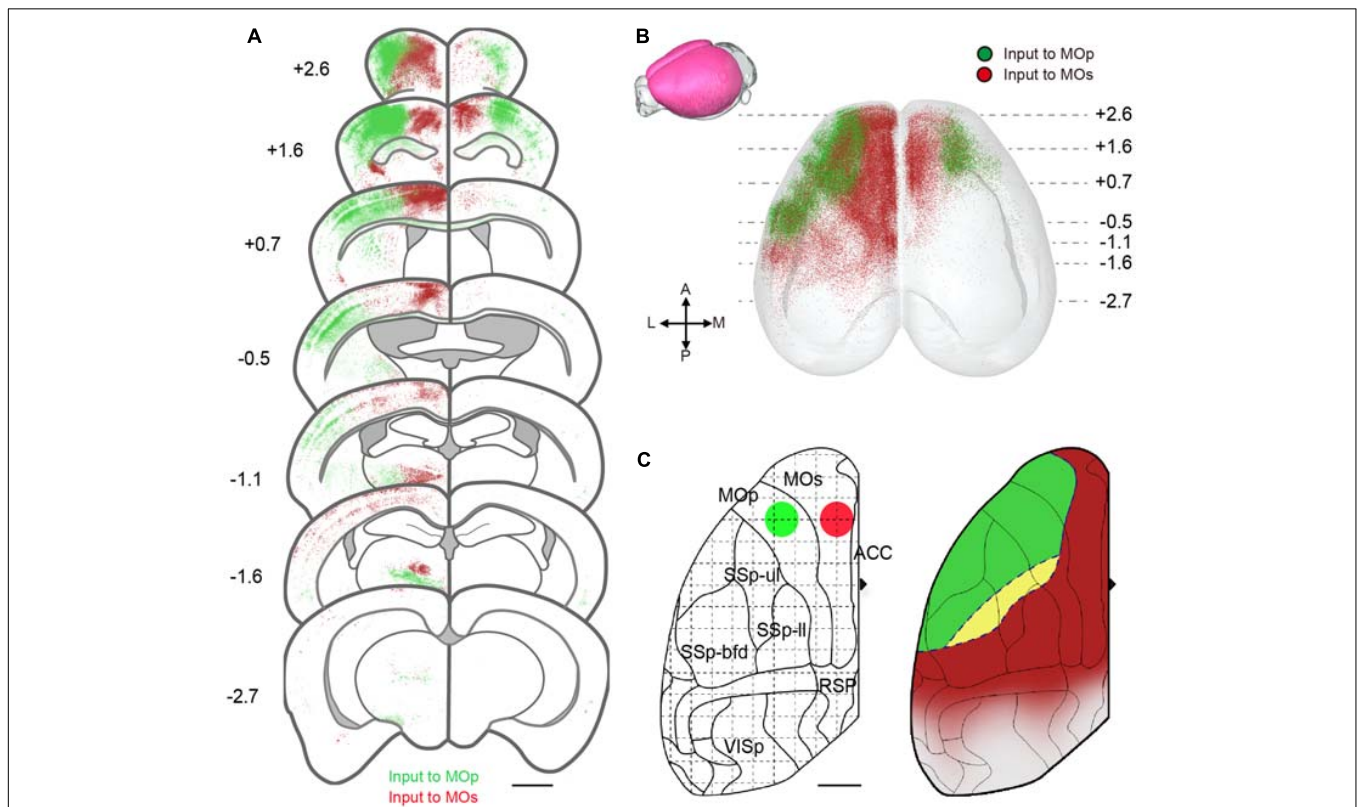 A
+2.6
+1.6
+0.7
-0.5
-1.1
-1.6
-2.7
Input to MOp
Input to MOs
B
Input to MOp
Input to MOs
+2.6
+1.6
+0.7
-0.5
-1.1
-1.6
-2.7
A
L M
P
C
MOs
MOp
ACC
SSp-ul
SSp-ll
SSp-bfd
RSP
VISp